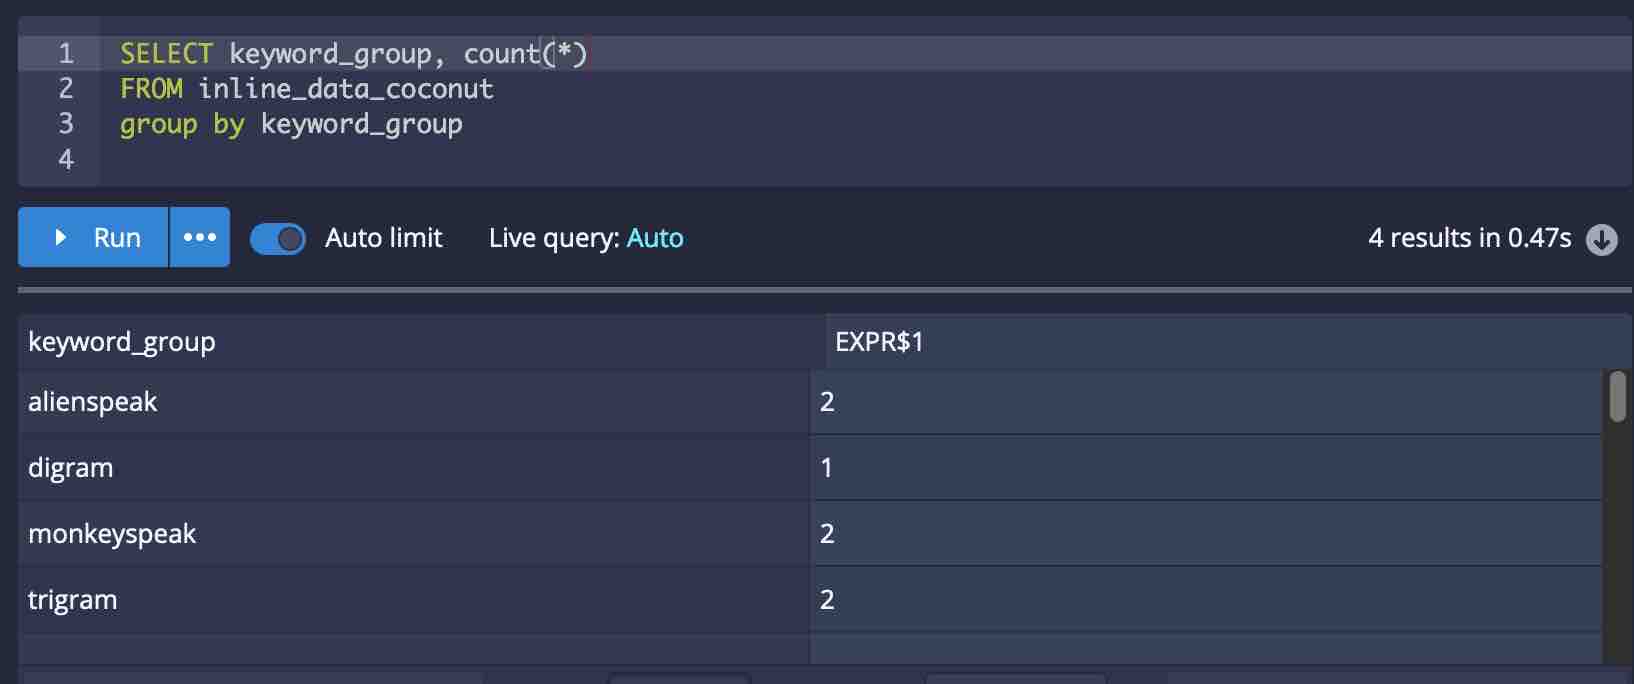 1 SELECT keyword_group, count(*)
2 FROM inline_data_coconut
3 group by keyword_group
4
Run ••• Auto limit Live query: Auto 4 results in 0.47s
keyword_group EXPR$1
alienspeak 2
digram 1
monkeyspeak 2
trigram 2